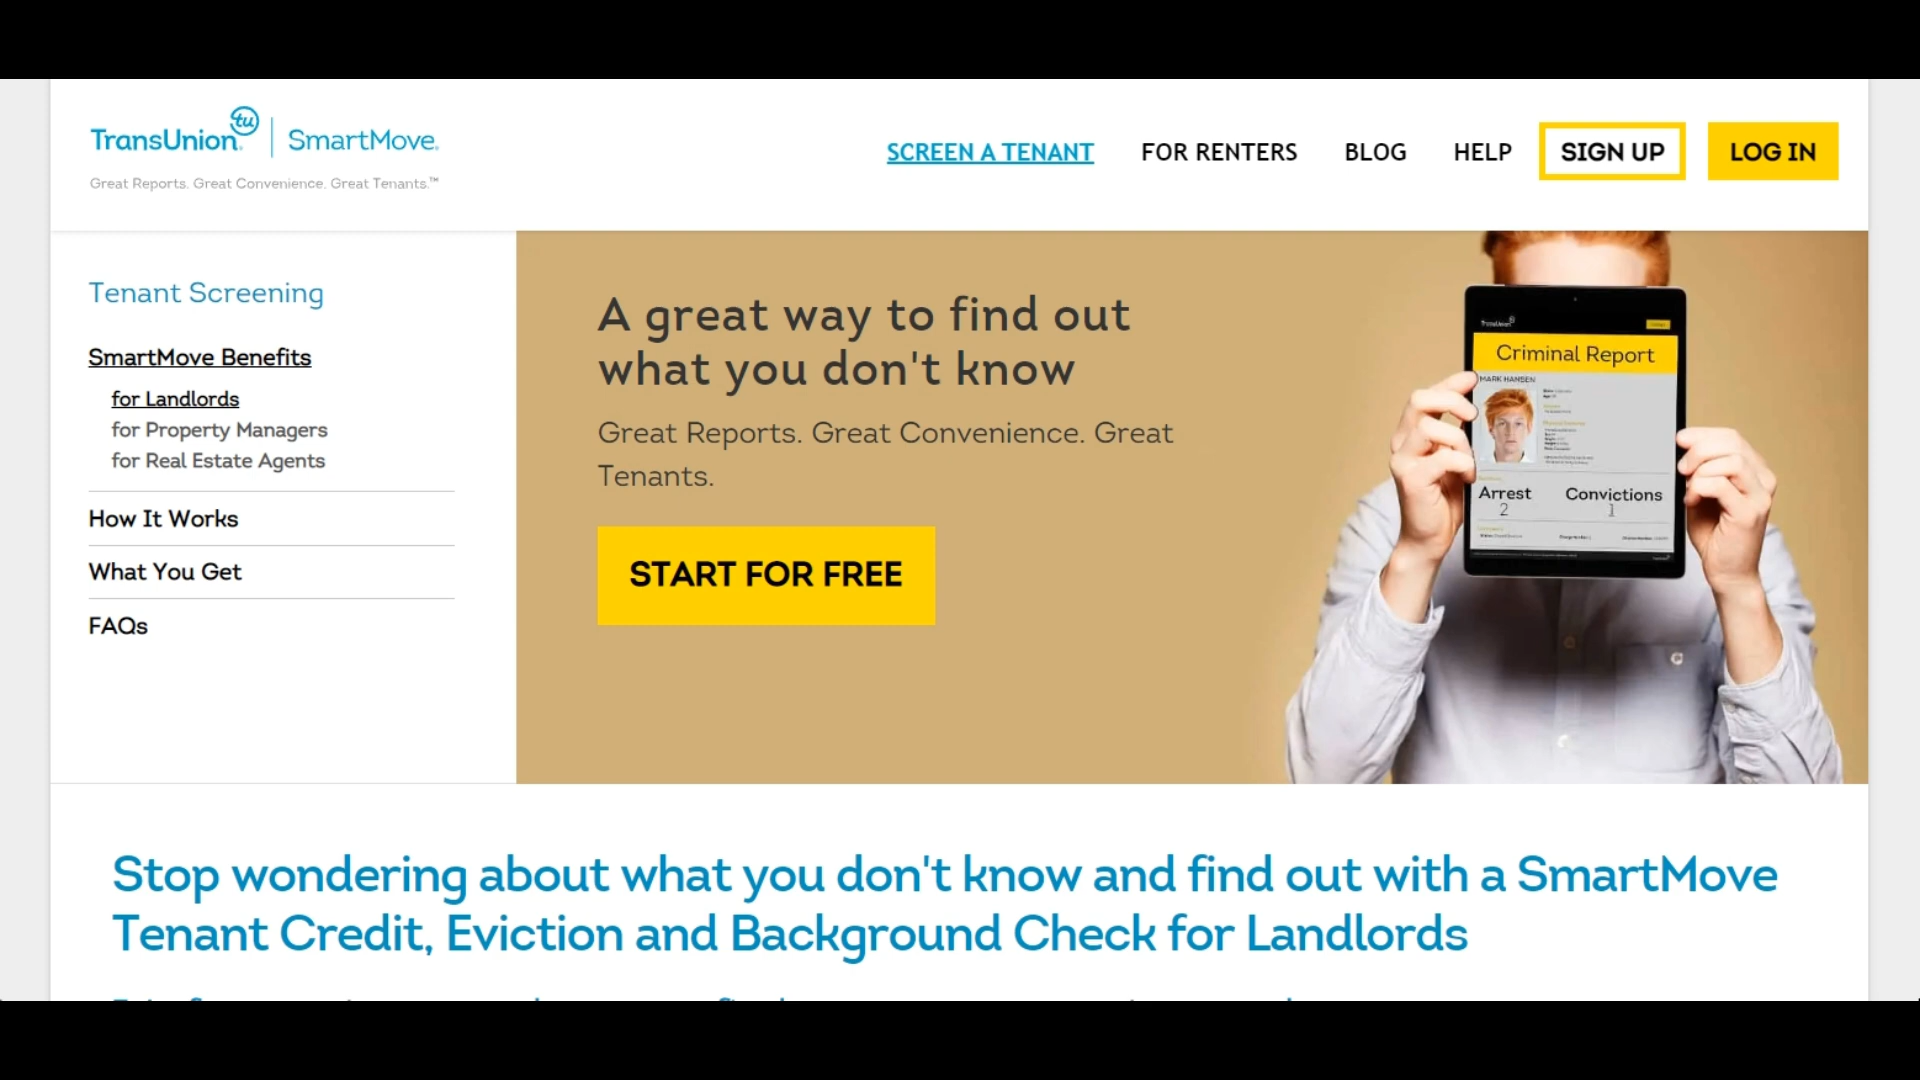 TransUnion | SmartMove
Great Reports. Great Convenience. Great Tenants.™
SCREEN A TENANT
FOR RENTERS
BLOG
HELP
SIGN UP
LOG IN
Tenant Screening
SmartMove Benefits
for Landlords
for Property Managers
for Real Estate Agents
How It Works
What You Get
FAQs
A great way to find out
what you don't know
Great Reports. Great Convenience. Great
Tenants.
START FOR FREE
TransUnion
Criminal Report
MARK HANSEN
Arrest
Convictions
2
1
Stop wondering about what you don't know and find out with a SmartMove
Tenant Credit, Eviction and Background Check for Landlords